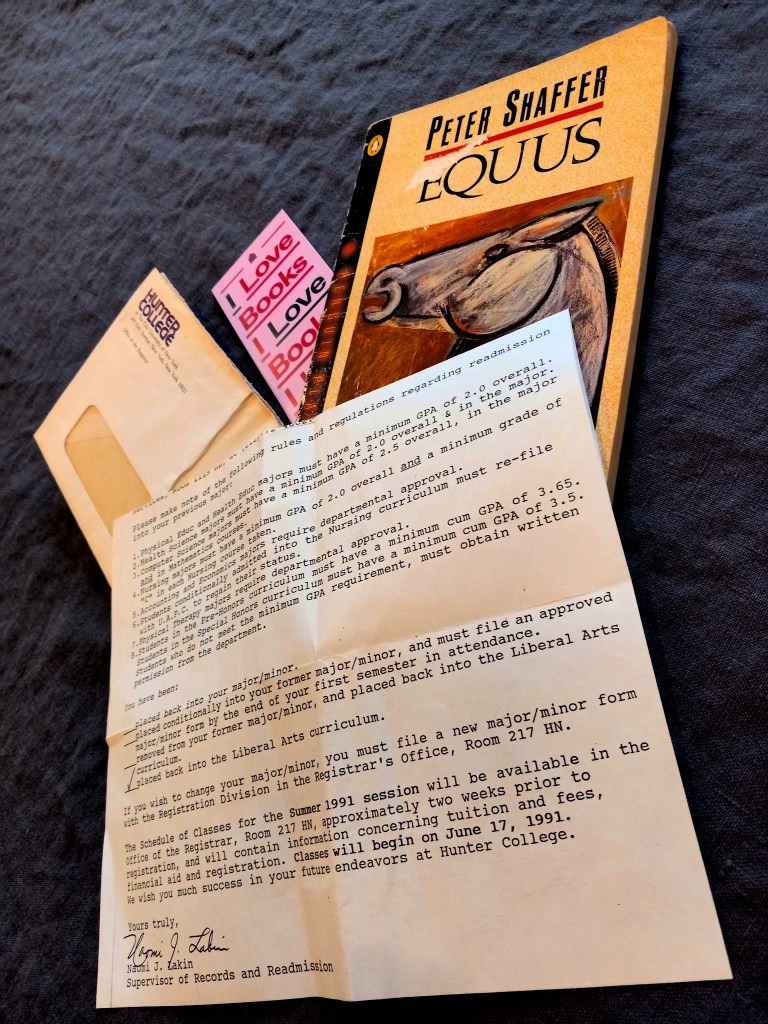 PETER SHAFFER
EQUUS
I Love
Books
I Love
HUNTER
COLLEGE
Office of the Registrar
Please make note of the following rules and regulations regarding readmission
into your previous major:
1.Physical Educ and Health Educ majors must have a minimum GPA of 2.0 overall.
2.Health Science majors must have a minimum GPA of 2.0 overall & in the major.
3.Computer Science majors must have a minimum GPA of 2.5 overall, in the major
and in Mathematics courses.
4.Nursing majors must have a minimum GPA of 2.0 overall and a minimum grade of
"C" in each Nursing course taken.
5.Accounting and Economics majors require departmental approval.
6.Students conditionally admitted into the Nursing curriculum must re-file
with U.A.P.C. to regain their status.
7.Physical Therapy majors require departmental approval.
8.Students in the Pre-Honors curriculum must have a minimum cum GPA of 3.65.
Students in the Special Honors curriculum must have a minimum cum GPA of 3.5.
Students who do not meet the minimum GPA requirement, must obtain written
permission from the department.
You have been:
placed back into your major/minor.
placed conditionally into your former major/minor, and must file an approved
major/minor form by the end of your first semester in attendance.
removed from your former major/minor, and placed back into the Liberal Arts
curriculum.
placed back into the Liberal Arts curriculum.
If you wish to change your major/minor, you must file a new major/minor form
with the Registration Division in the Registrar's Office, Room 217 HN.
The Schedule of Classes for the Summer 1991 session will be available in the
Office of the Registrar, Room 217 HN, approximately two weeks prior to
registration, and will contain information concerning tuition and fees,
financial aid and registration. Classes will begin on June 17, 1991.
We wish you much success in your future endeavors at Hunter College.
Yours truly,
Naomi J. Lakin
Naomi J. Lakin
Supervisor of Records and Readmission